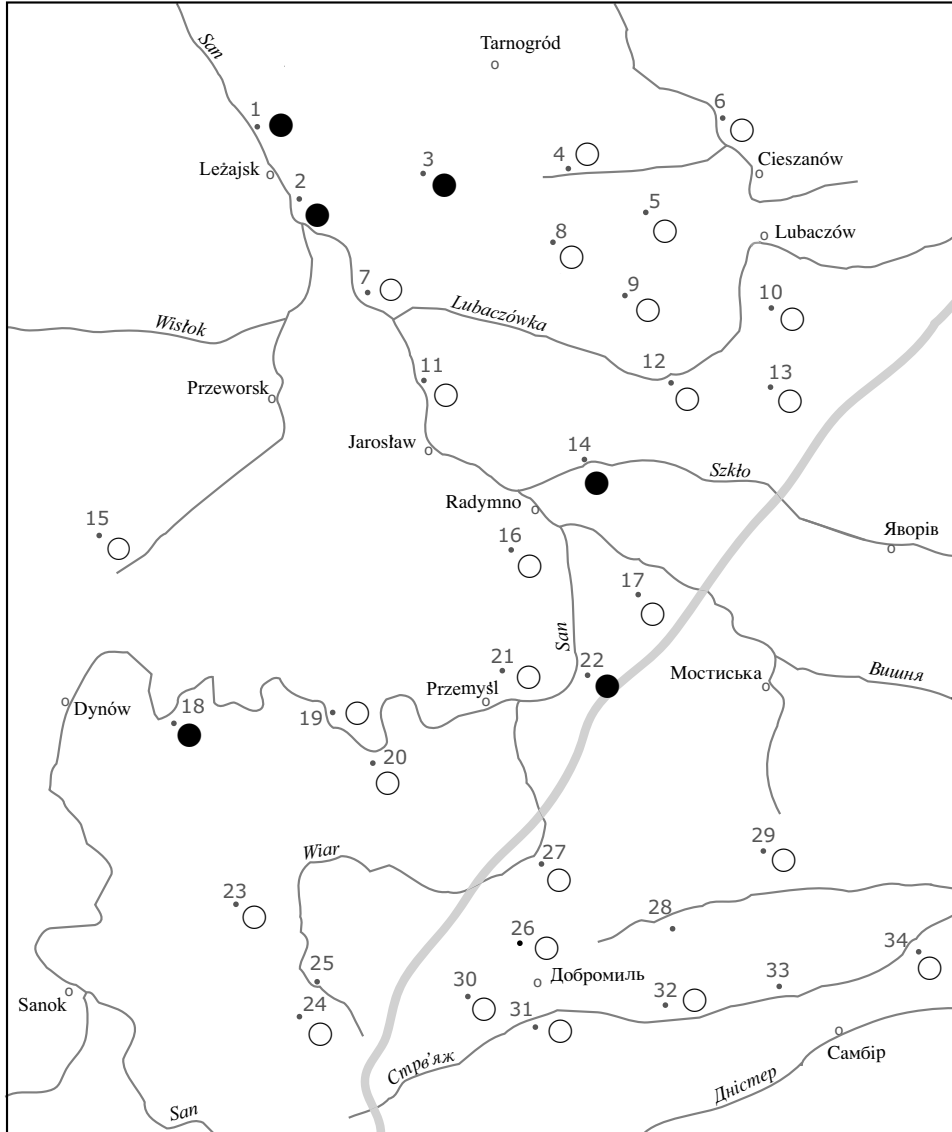 San
Tarnogród
1
6
3
4
Leżajsk
Cieszanów
2
5
8
Lubaczów
7
9
10
Lubaczówka
Wisłok
11
12
13
Przeworsk
Jarosław
14
Szkło
15
Radymno
16
Яворів
17
San
21
22
Przemyśl
Мостиська
Вишня
Dynów
18
19
20
29
Wiar
27
23
28
26
34
25
30
Добромиль
33
Sanok
24
31
32
Стрв’яж
Самбір
Дністер
San